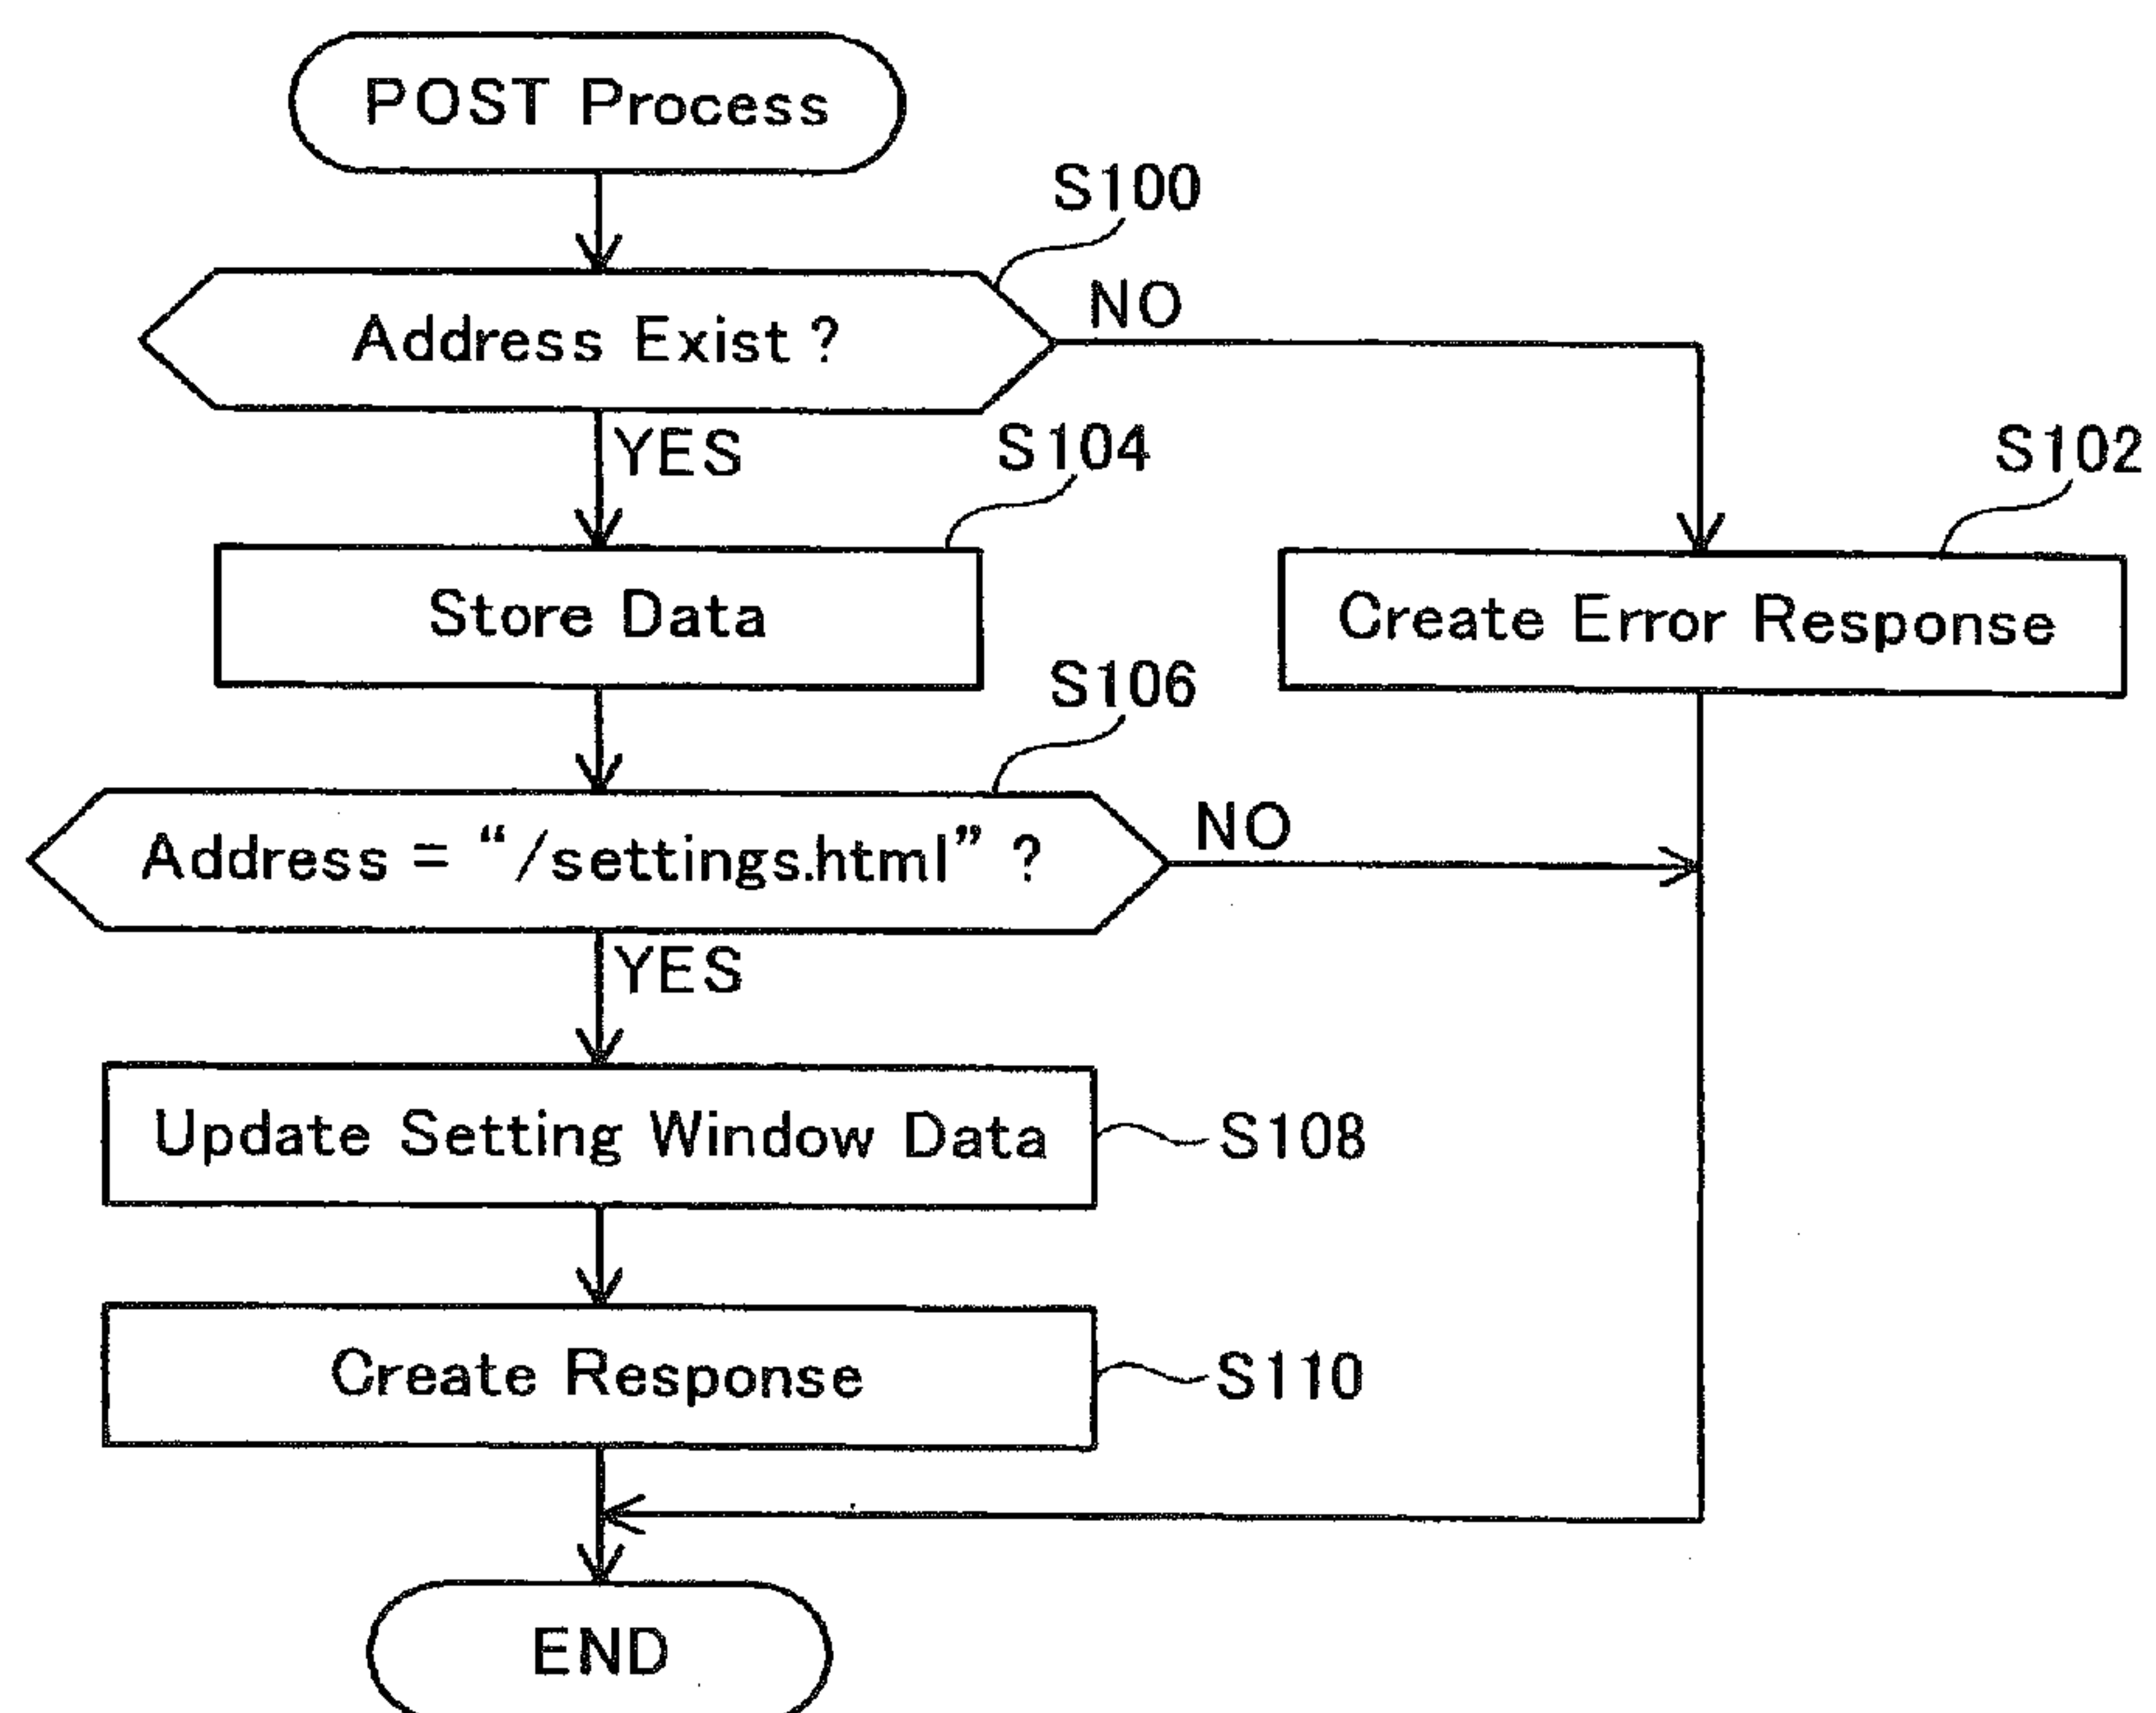 POST Process
S100
Address Exist ?
NO
YES
S104
S102
Store Data
Create Error Response
S106
Address = “/settings.html” ?
NO
YES
Update Setting Window Data
S108
Create Response
S110
END